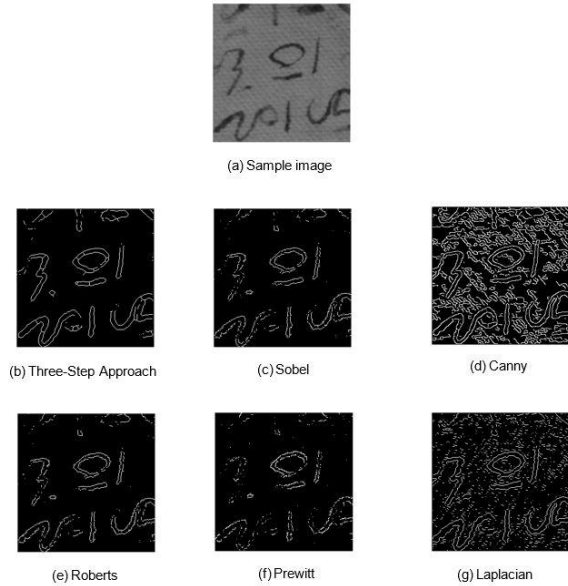 (a) Sample image
(b) Three-Step Approach
(c) Sobel
(d) Canny
(e) Roberts
(f) Prewitt
(g) Laplacian